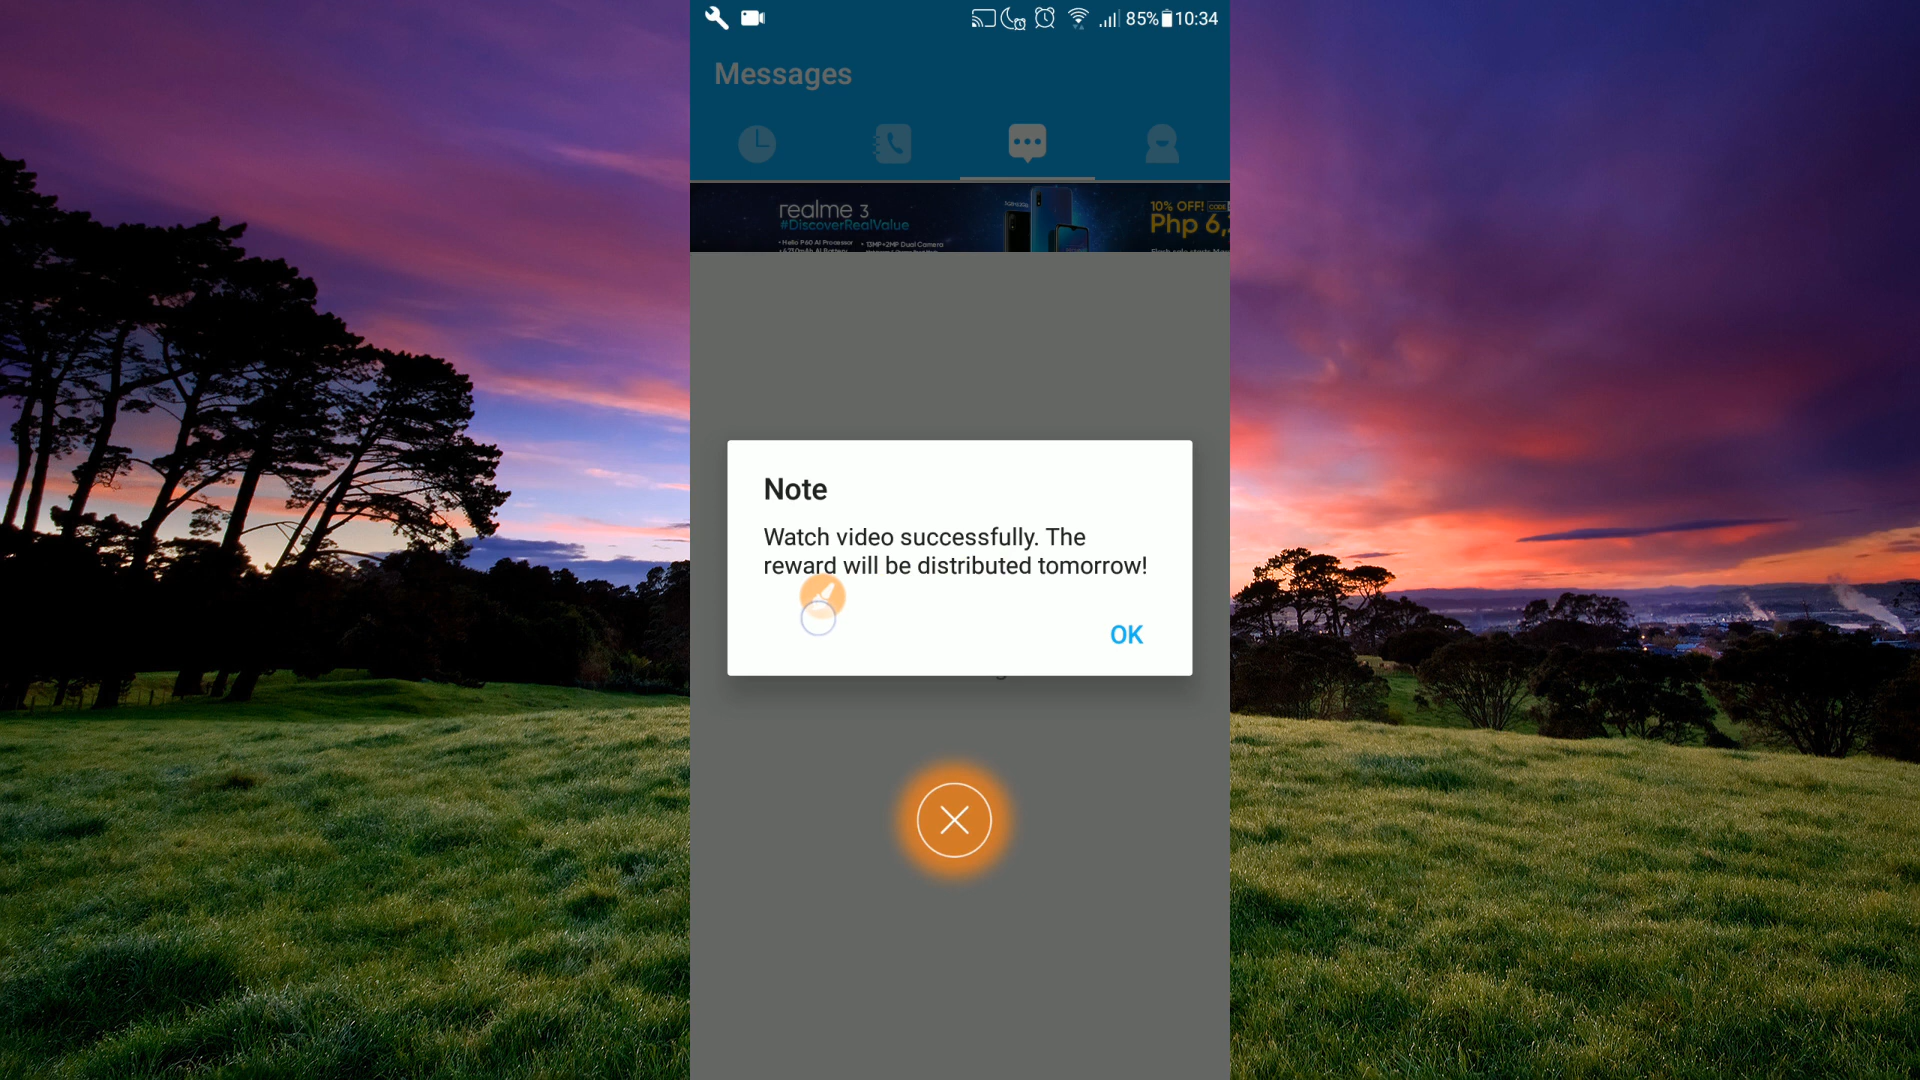 85% 10:34
Messages
realme 3
#DiscoverRealValue
• Hello P60 AI Processor • 13MP+2MP Dual Camera
10% OFF! CODE
Php 6,
Note
Watch video successfully. The
reward will be distributed tomorrow!
OK